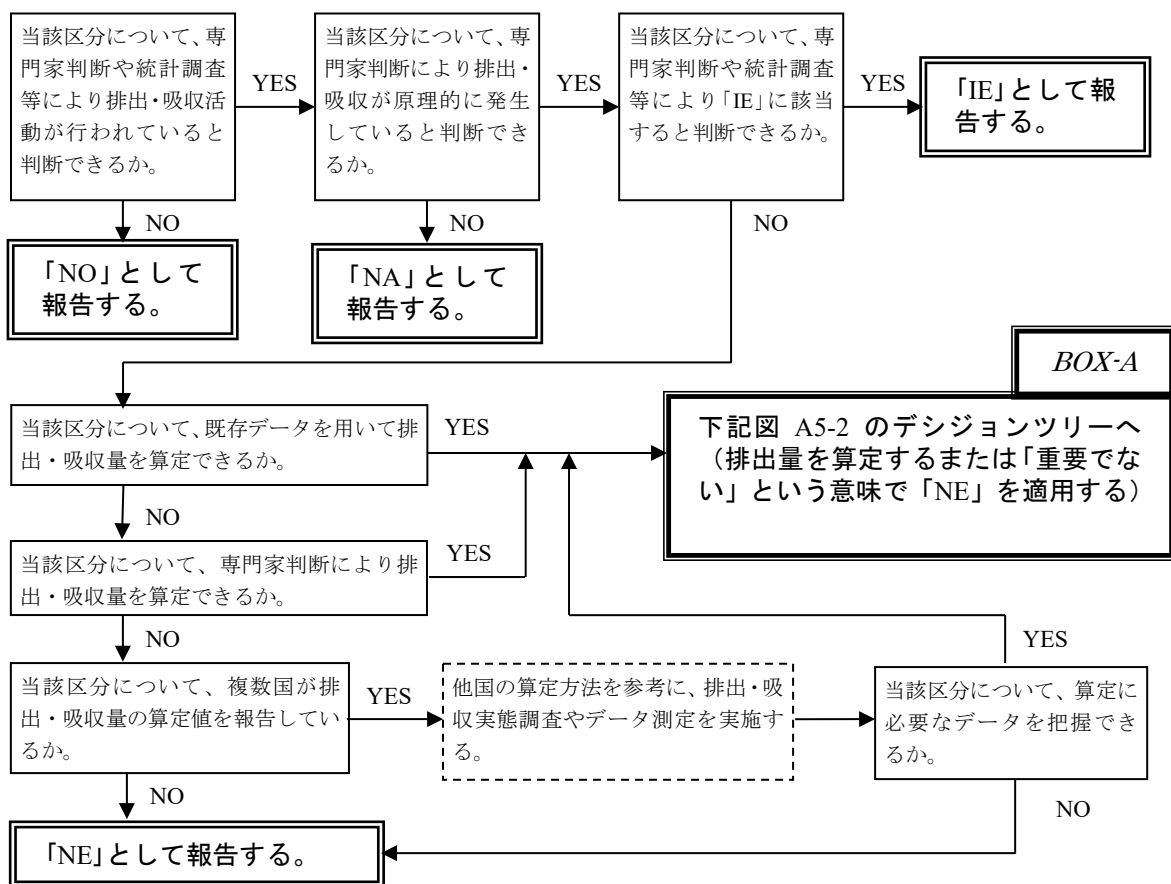 当該区分について、専
門家判断や統計調査
等により排出・吸収活
動が行われていると
判断できるか。
YES
当該区分について、専
門家判断により排出・
吸収が原理的に発生
していると判断でき
るか。
YES
当該区分について、専
門家判断や統計調査
等により「IE」に該当
すると判断できるか。
YES
「IE」として報
告する。
NO
NO
NO
「NO」として
報告する。
「NA」として
報告する。
BOX-A
下記図 A5-2 のデシジョンツリーへ
（排出量を算定するまたは「重要でな
い」という意味で「NE」を適用する）
当該区分について、既存データを用いて排
出・吸収量を算定できるか。
YES
NO
当該区分について、専門家判断により排
出・吸収量を算定できるか。
YES
NO
当該区分について、複数国が排
出・吸収量の算定値を報告してい
るか。
YES
他国の算定方法を参考に、排出・吸
収実態調査やデータ測定を実施す
る。
YES
当該区分について、算定に
必要なデータを把握でき
るか。
NO
NO
「NE」として報告する。